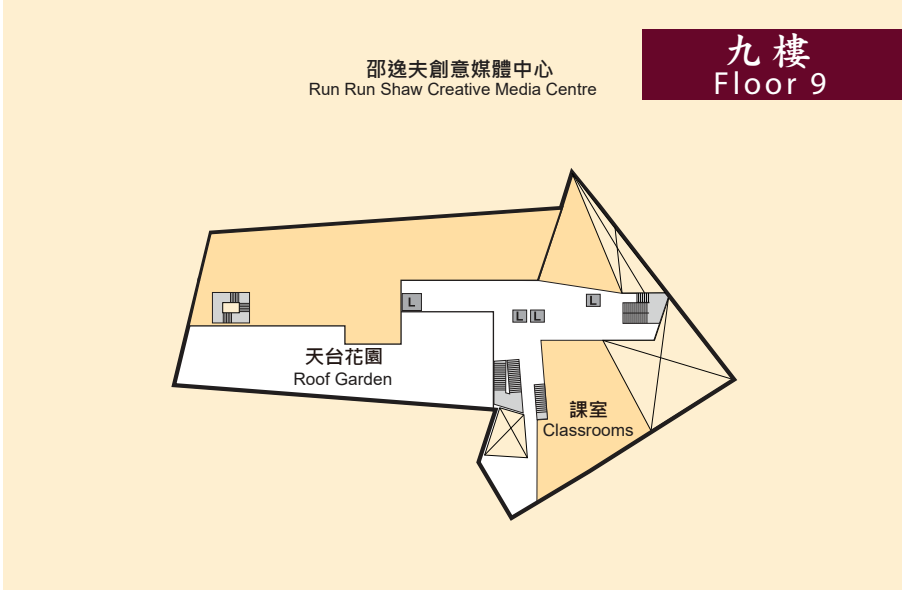 邵逸夫創意媒體中心
Run Run Shaw Creative Media Centre
九樓
Floor 9
L
L
L
L
天台花園
Roof Garden
課室
Classrooms